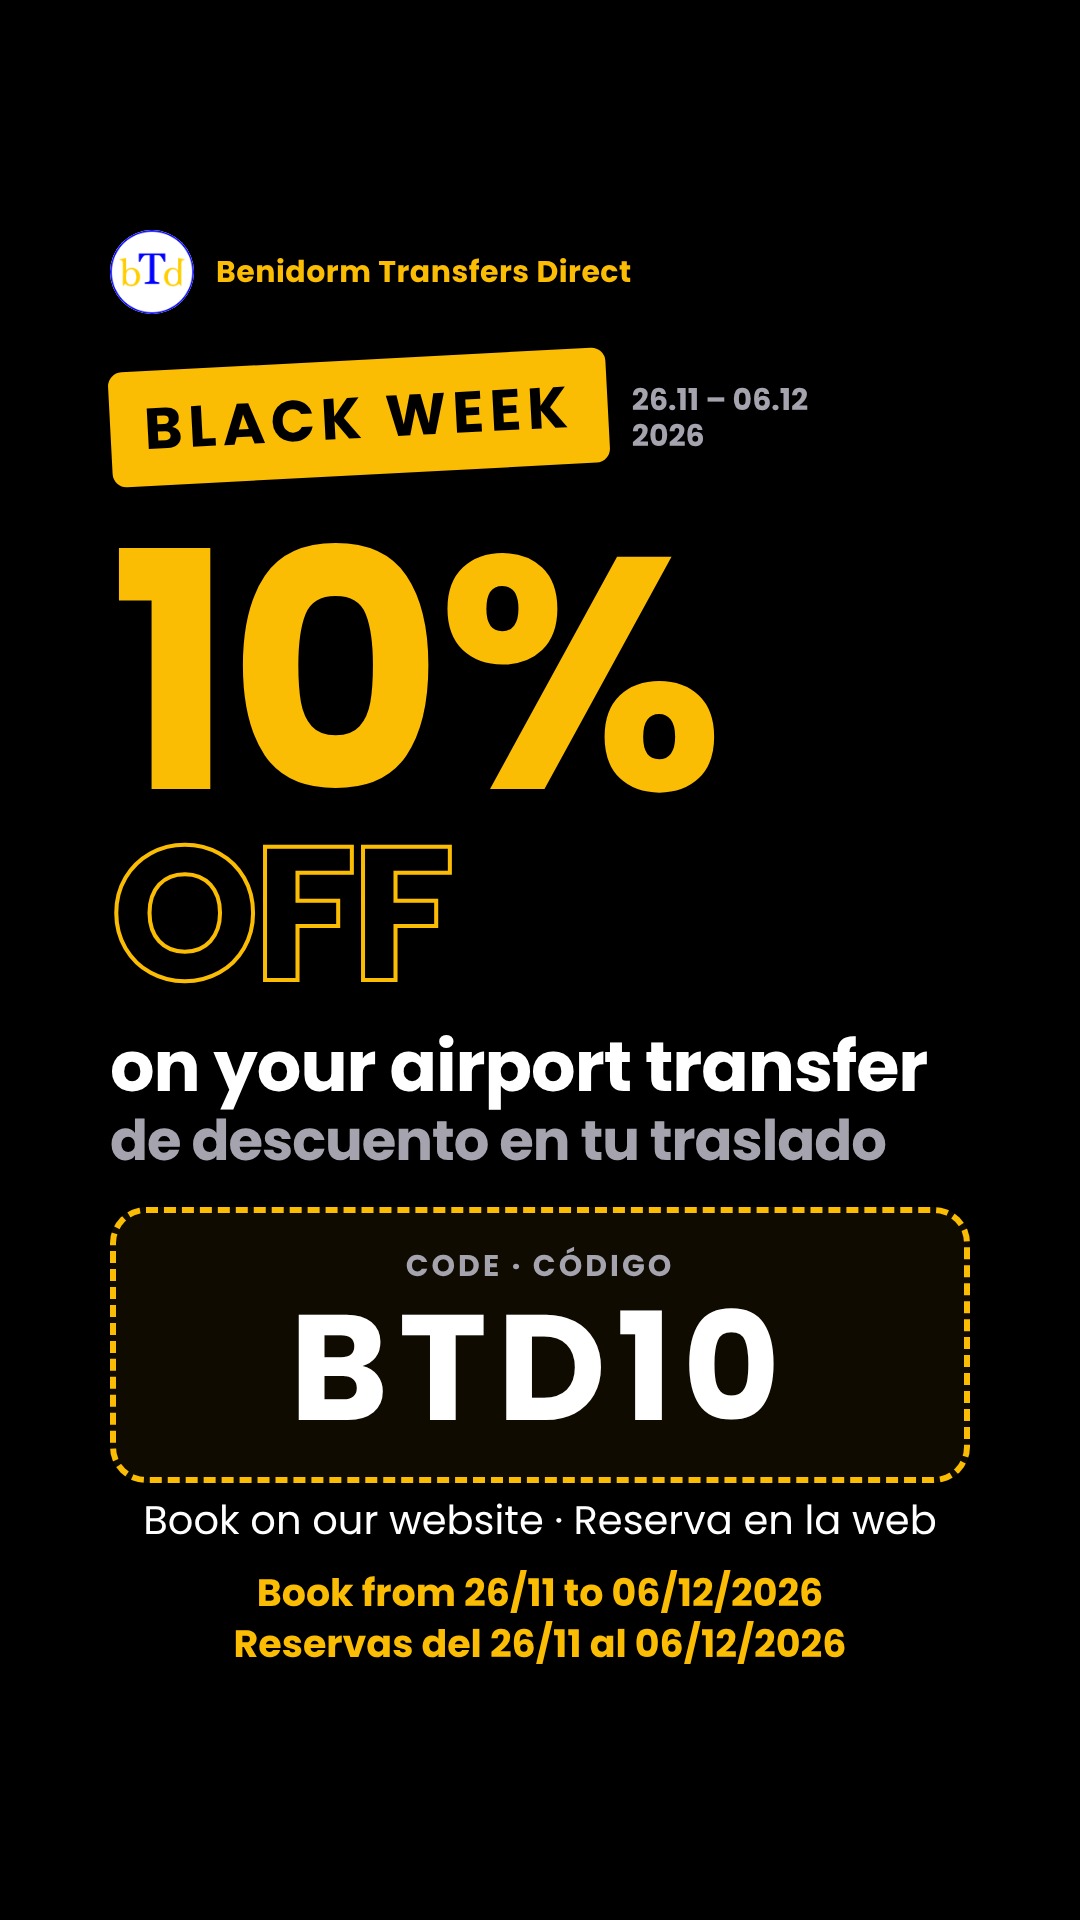 bTd
Benidorm Transfers Direct
BLACK WEEK
26.11 – 06.12
2026
10%
OFF
on your airport transfer
de descuento en tu traslado
CODE · CÓDIGO
BTD10
Book on our website · Reserva en la web
Book from 26/11 to 06/12/2026
Reservas del 26/11 al 06/12/2026